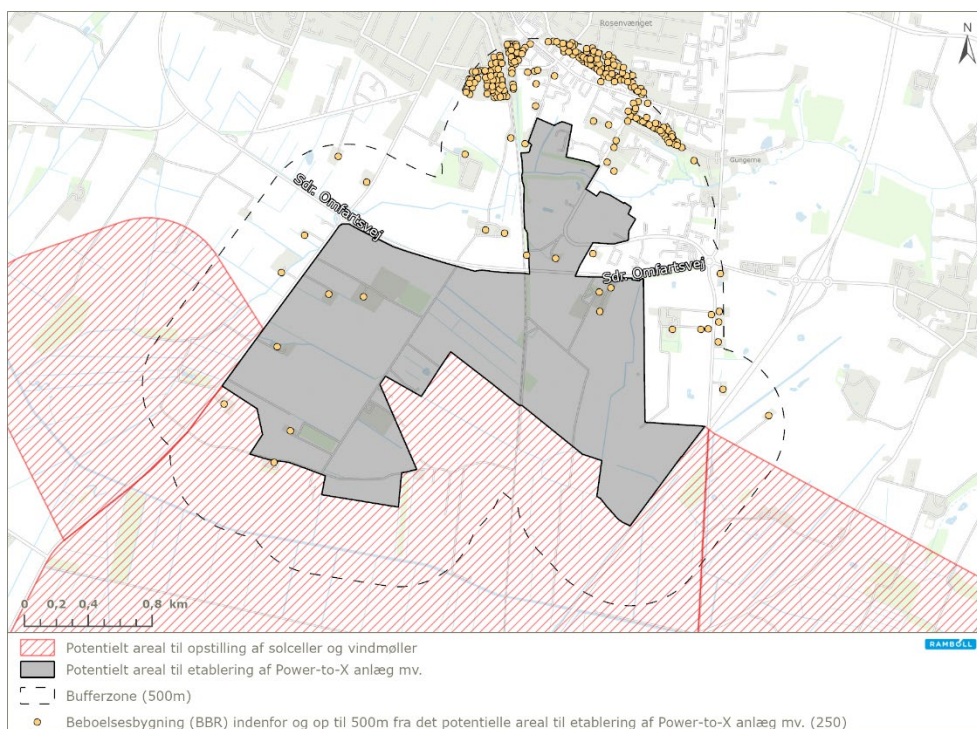 Rosenvænget
N
Gungerne
Sdr. Omfartsvej
Sdr. Omfartsvej
0 0,2 0,4 0,8 km
Potentielt areal til opstilling af solceller og vindmøller
RAMBOLL
Potentielt areal til etablering af Power-to-X anlæg mv.
Bufferzone (500m)
Beboelsesbygning (BBR) indenfor og op til 500m fra det potentielle areal til etablering af Power-to-X anlæg mv. (250)